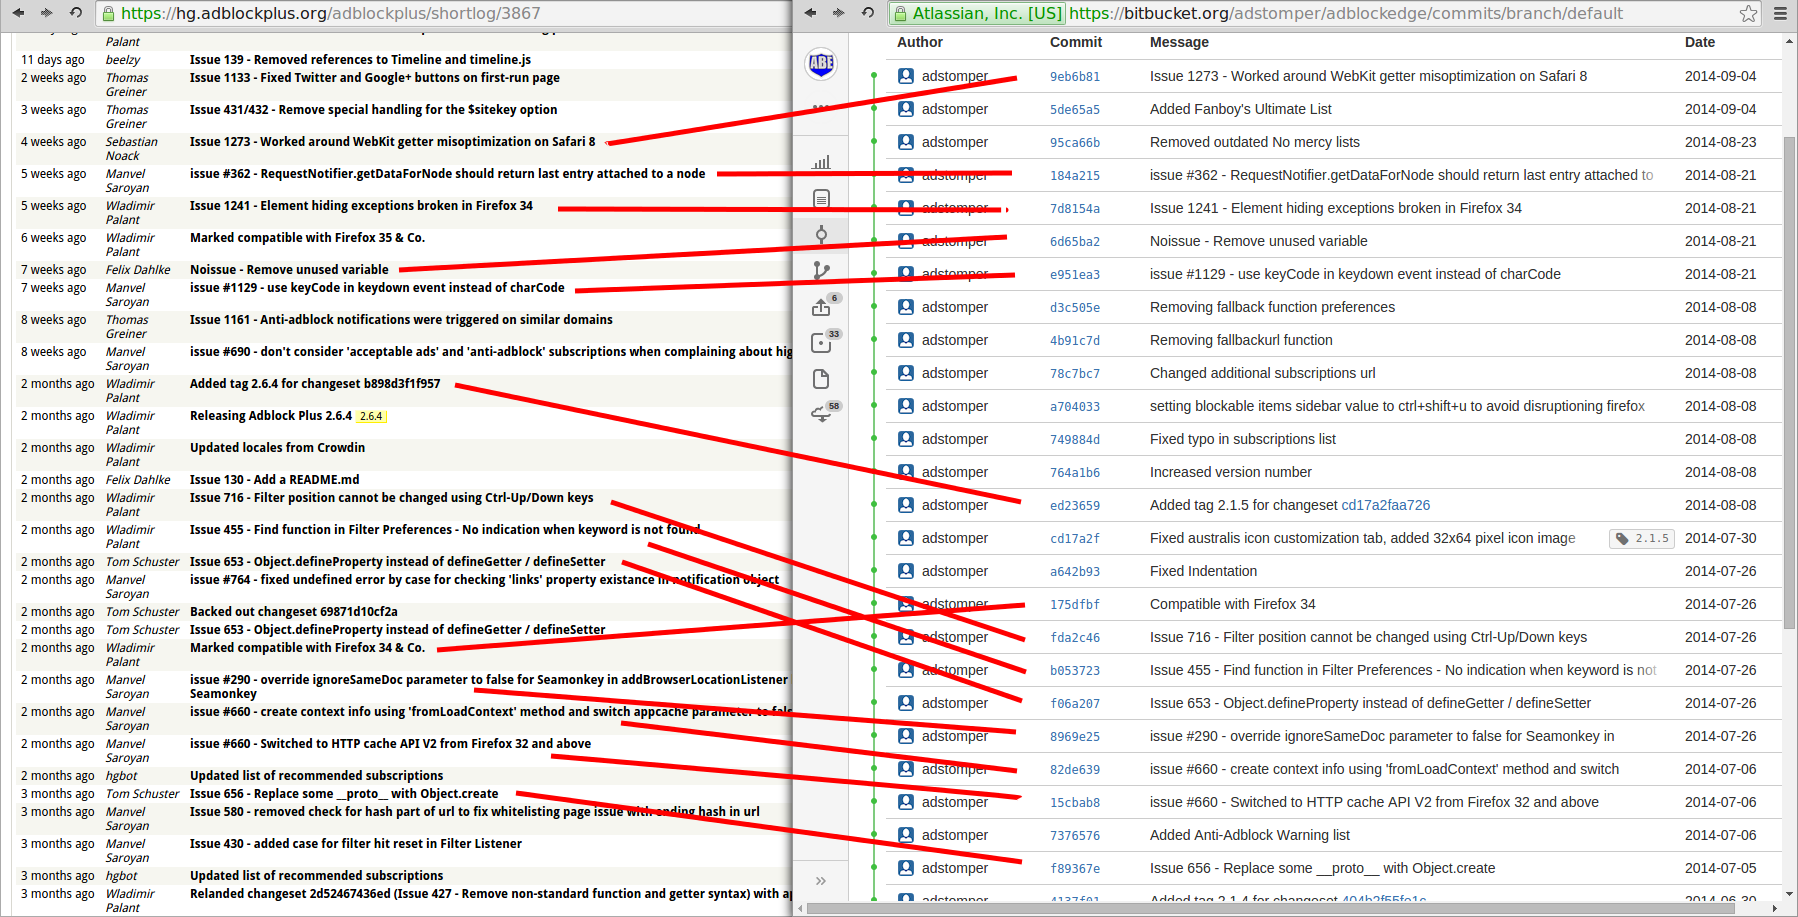 https://hg.adblockplus.org/adblockplus/shortlog/3867
Palant
11 days ago beelzy Issue 139 - Removed references to Timeline and timeline.js
2 weeks ago Thomas Issue 1133 - Fixed Twitter and Google+ buttons on first-run page
Greiner
3 weeks ago Thomas Issue 431/432 - Remove special handling for the $sitekey option
Greiner
4 weeks ago Sebastian Issue 1273 - Worked around WebKit getter misoptimization on Safari 8
Noack
5 weeks ago Manvel issue #362 - RequestNotifier.getDataForNode should return last entry attached to a node
Saroyan
5 weeks ago Wladimir Issue 1241 - Element hiding exceptions broken in Firefox 34
Palant
6 weeks ago Wladimir Marked compatible with Firefox 35 & Co.
Palant
7 weeks ago Felix Dahlke Noissue - Remove unused variable
7 weeks ago Manvel issue #1129 - use keyCode in keydown event instead of charCode
Saroyan
8 weeks ago Thomas Issue 1161 - Anti-adblock notifications were triggered on similar domains
Greiner
8 weeks ago Manvel issue #690 - don't consider 'acceptable ads' and 'anti-adblock' subscriptions when complaining about hig
Saroyan
2 months ago Wladimir Added tag 2.6.4 for changeset b898d3f1f957
Palant
2 months ago Wladimir Releasing Adblock Plus 2.6.4 2.6.4
Palant
2 months ago Wladimir Updated locales from Crowdin
Palant
2 months ago Felix Dahlke Issue 130 - Add a README.md
2 months ago Wladimir Issue 716 - Filter position cannot be changed using Ctrl-Up/Down keys
Palant
2 months ago Wladimir Issue 455 - Find function in Filter Preferences - No indication when keyword is not found
Palant
2 months ago Tom Schuster Issue 653 - Object.defineProperty instead of defineGetter / defineSetter
2 months ago Manvel issue #764 - fixed undefined error by case for checking 'links' property existance in notification object
Saroyan
2 months ago Tom Schuster Backed out changeset 69871d10cf2a
2 months ago Tom Schuster Issue 653 - Object.defineProperty instead of defineGetter / defineSetter
2 months ago Wladimir Marked compatible with Firefox 34 & Co.
Palant
2 months ago Manvel issue #290 - override ignoreSameDoc parameter to false for Seamonkey in addBrowserLocationListener
Saroyan Seamonkey
2 months ago Manvel issue #660 - create context info using 'fromLoadContext' method and switch appcache parameter to fals
Saroyan
2 months ago Manvel issue #660 - Switched to HTTP cache API V2 from Firefox 32 and above
Saroyan
2 months ago hgbot Updated list of recommended subscriptions
3 months ago Tom Schuster Issue 656 - Replace some __proto__ with Object.create
3 months ago Manvel Issue 580 - removed check for hash part of url to fix whitelisting page issue with ending hash in url
Saroyan
3 months ago Manvel Issue 430 - added case for filter hit reset in Filter Listener
Saroyan
3 months ago hgbot Updated list of recommended subscriptions
3 months ago Wladimir Relanded changeset 2d52467436ed (Issue 427 - Remove non-standard function and getter syntax) with ap
Palant
Atlassian, Inc. [US] https://bitbucket.org/adstomper/adblockedge/commits/branch/default
ABE
6
33
58
Author Commit Message Date
adstomper 9eb6b81 Issue 1273 - Worked around WebKit getter misoptimization on Safari 8 2014-09-04
adstomper 5de65a5 Added Fanboy's Ultimate List 2014-09-04
adstomper 95ca66b Removed outdated No mercy lists 2014-08-23
adstomper 184a215 issue #362 - RequestNotifier.getDataForNode should return last entry attached to 2014-08-21
adstomper 7d8154a Issue 1241 - Element hiding exceptions broken in Firefox 34 2014-08-21
adstomper 6d65ba2 Noissue - Remove unused variable 2014-08-21
adstomper e951ea3 issue #1129 - use keyCode in keydown event instead of charCode 2014-08-21
adstomper d3c505e Removing fallback function preferences 2014-08-08
adstomper 4b91c7d Removing fallbackurl function 2014-08-08
adstomper 78c7bc7 Changed additional subscriptions url 2014-08-08
adstomper a704033 setting blockable items sidebar value to ctrl+shift+u to avoid disruptioning firefox 2014-08-08
adstomper 749884d Fixed typo in subscriptions list 2014-08-08
adstomper 764a1b6 Increased version number 2014-08-08
adstomper ed23659 Added tag 2.1.5 for changeset cd17a2faa726 2014-08-08
adstomper cd17a2f Fixed australis icon customization tab, added 32x64 pixel icon image 2.1.5 2014-07-30
adstomper a642b93 Fixed Indentation 2014-07-26
adstomper 175dfbf Compatible with Firefox 34 2014-07-26
adstomper fda2c46 Issue 716 - Filter position cannot be changed using Ctrl-Up/Down keys 2014-07-26
adstomper b053723 Issue 455 - Find function in Filter Preferences - No indication when keyword is not 2014-07-26
adstomper f06a207 Issue 653 - Object.defineProperty instead of defineGetter / defineSetter 2014-07-26
adstomper 8969e25 issue #290 - override ignoreSameDoc parameter to false for Seamonkey in 2014-07-26
adstomper 82de639 issue #660 - create context info using 'fromLoadContext' method and switch 2014-07-06
adstomper 15cbab8 issue #660 - Switched to HTTP cache API V2 from Firefox 32 and above 2014-07-06
adstomper 7376576 Added Anti-Adblock Warning list 2014-07-06
adstomper f89367e Issue 656 - Replace some __proto__ with Object.create 2014-07-05
adstomper 4137f01 Added tag 2.1.4 for changeset 404b2f55fe1c 2014-06-30